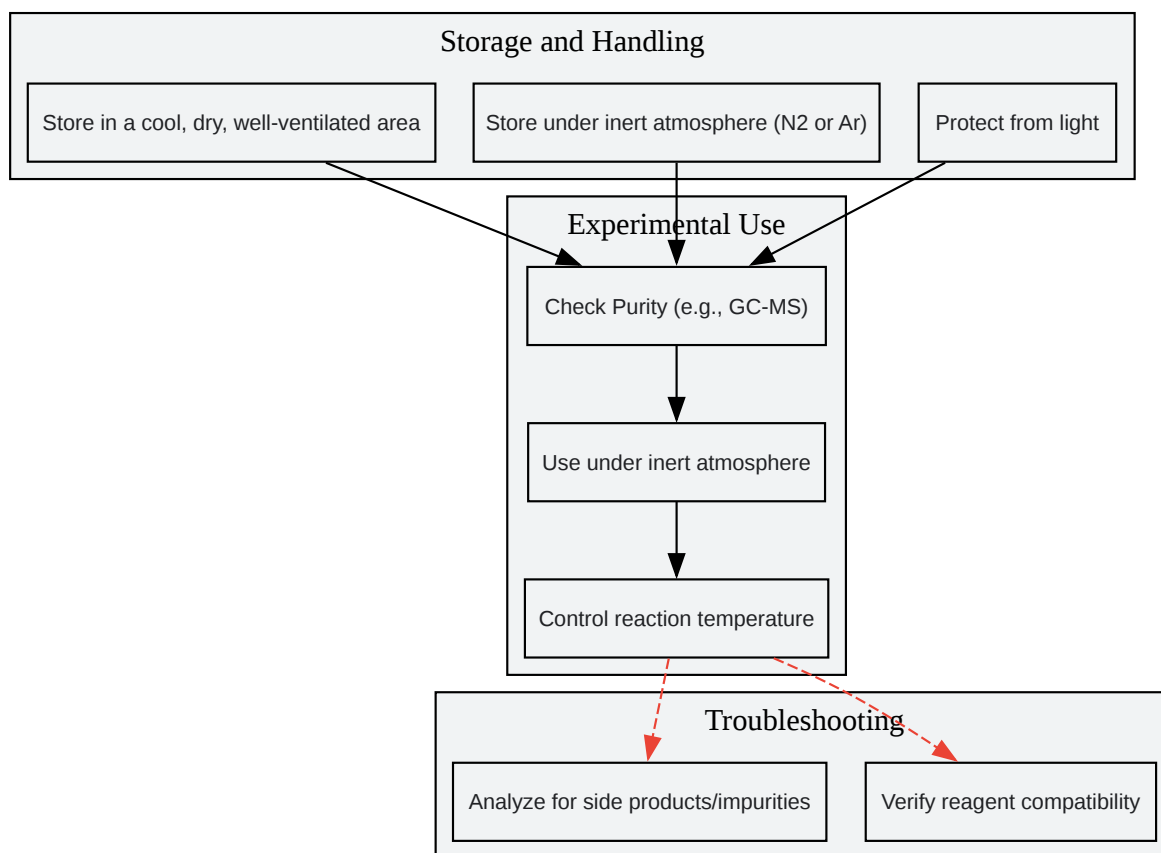 Storage and Handling
Store in a cool, dry, well-ventilated area
Store under inert atmosphere (N2 or Ar)
Protect from light
Experimental Use
Check Purity (e.g., GC-MS)
Use under inert atmosphere
Control reaction temperature
Troubleshooting
Analyze for side products/impurities
Verify reagent compatibility